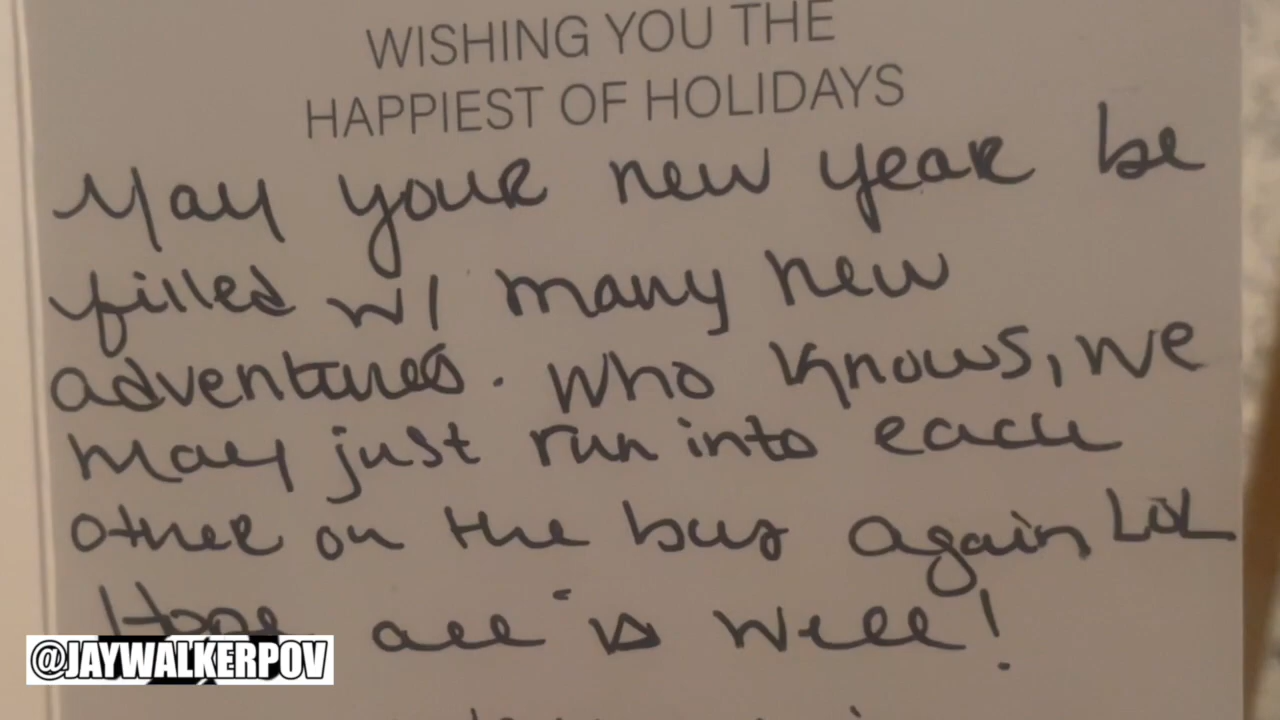 WISHING YOU THE
HAPPIEST OF HOLIDAYS
May your new year be
filled w/ many new
adventures. Who knows, we
may just run into each
other on the bus again LOL
Hope all is well!
@JAYWALKERPOV